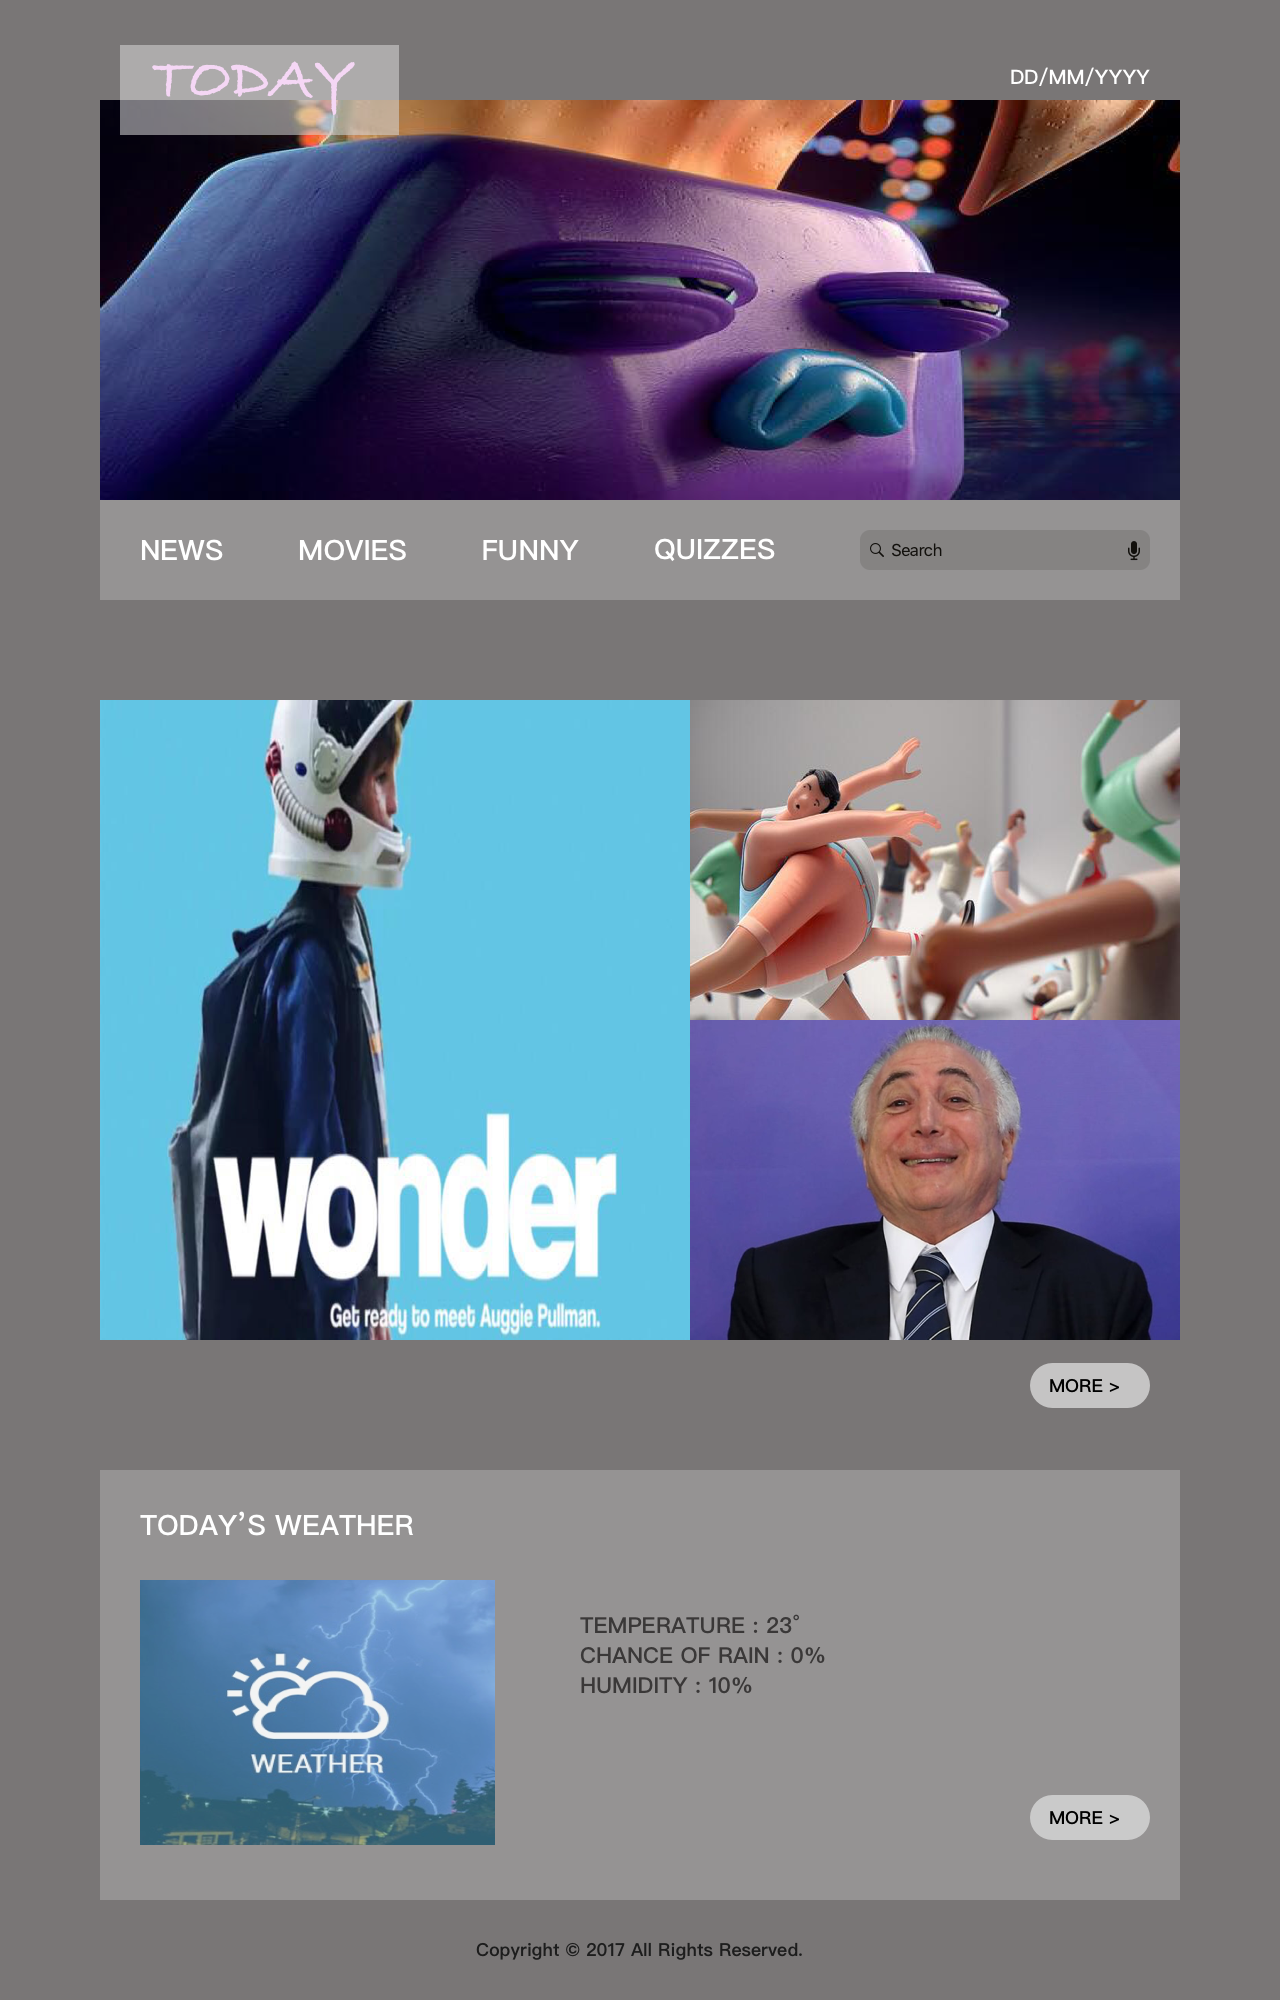 TODAY
DD/MM/YYYY
NEWS MOVIES FUNNY QUIZZES Search
wonder
Get ready to meet Auggie Pullman.
MORE >
TODAY’S WEATHER
WEATHER
TEMPERATURE : 23°
CHANCE OF RAIN : 0%
HUMIDITY : 10%
MORE >
Copyright © 2017 All Rights Reserved.